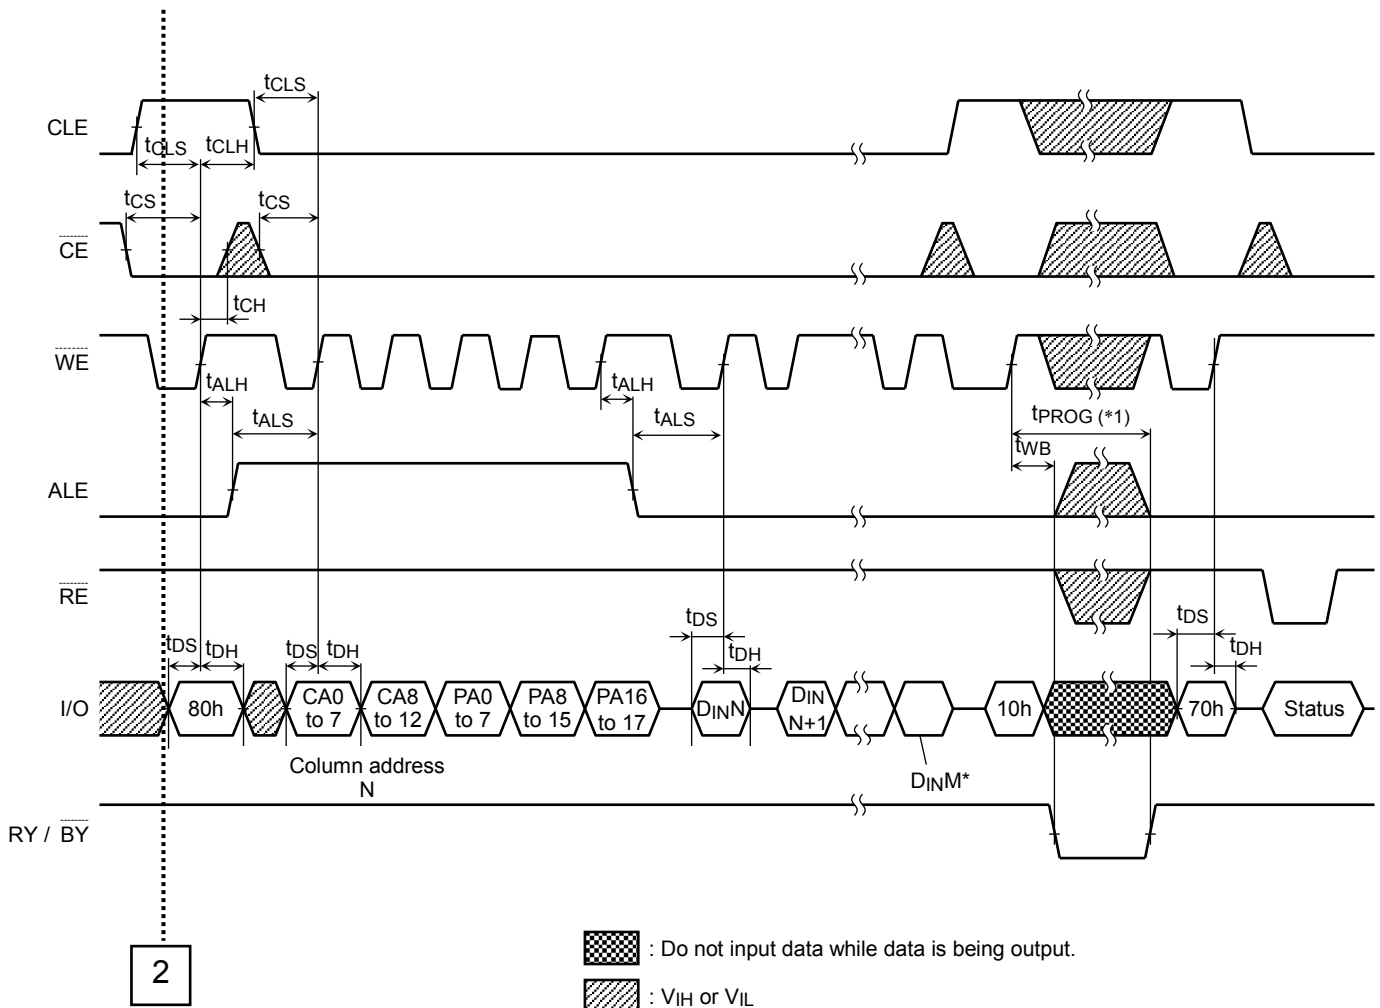 tCLS
CLE
tCLS tCLH
tCS tCS
CE
tCH
WE
tALH tALH
tALS tALS tPROG (*1)
tWB
ALE
RE
tDS tDH tDS tDH tDS tDH tDS tDH
I/O 80h CA0 to 7 CA8 to 12 PA0 to 7 PA8 to 15 PA16 to 17 DINN DIN N+1 10h 70h Status
Column address
N
DINM*
RY / BY
2
: Do not input data while data is being output.
: VIH or VIL